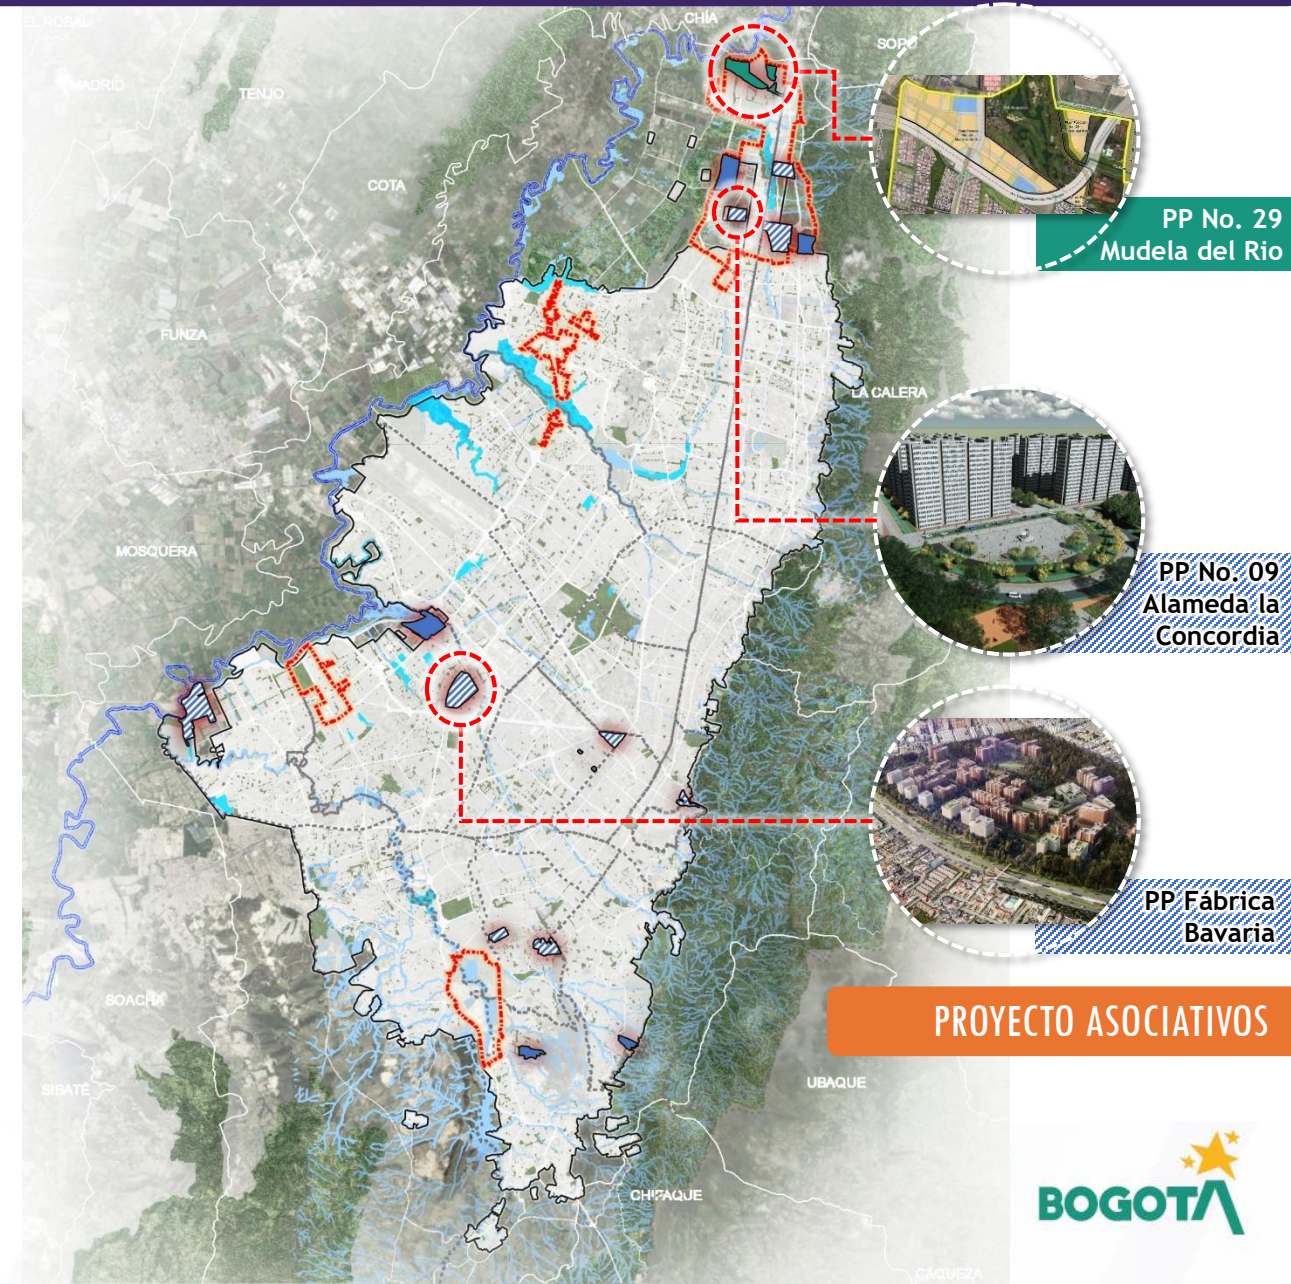 EL ROSAL
CHÍA
SOPÓ
MADRID
TENJO
COTA
PP No. 29
Mudela del Rio
FUNZA
LA CALERA
MOSQUERA
PP No. 09
Alameda la
Concordia
PP Fábrica
Bavaria
SOACHA
PROYECTO ASOCIATIVOS
SIBATÉ
UBAQUE
CHIPAQUE
BOGOTÁ
CÁQUEZA